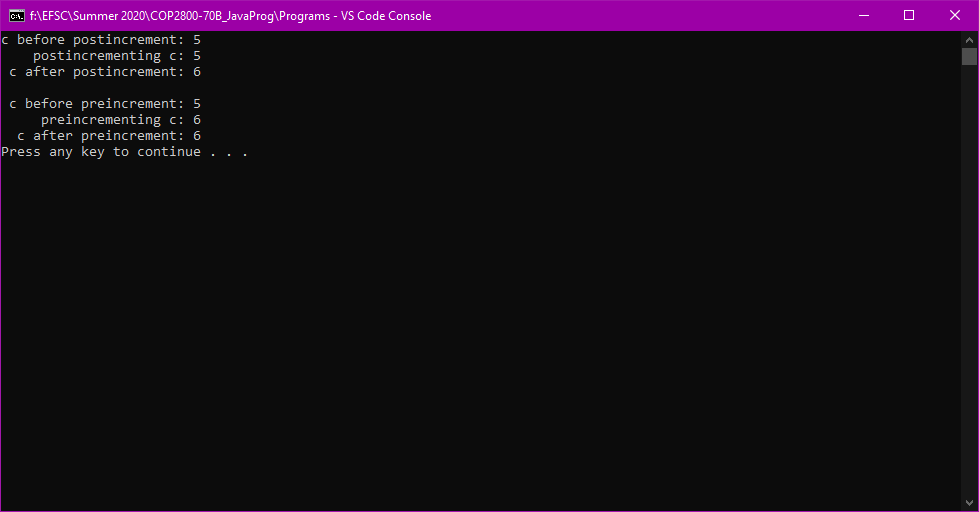 f:\EFSC\Summer 2020\COP2800-70B_JavaProg\Programs - VS Code Console
c before postincrement: 5
    postincrementing c: 5
 c after postincrement: 6

 c before preincrement: 5
     preincrementing c: 6
  c after preincrement: 6
Press any key to continue . . .